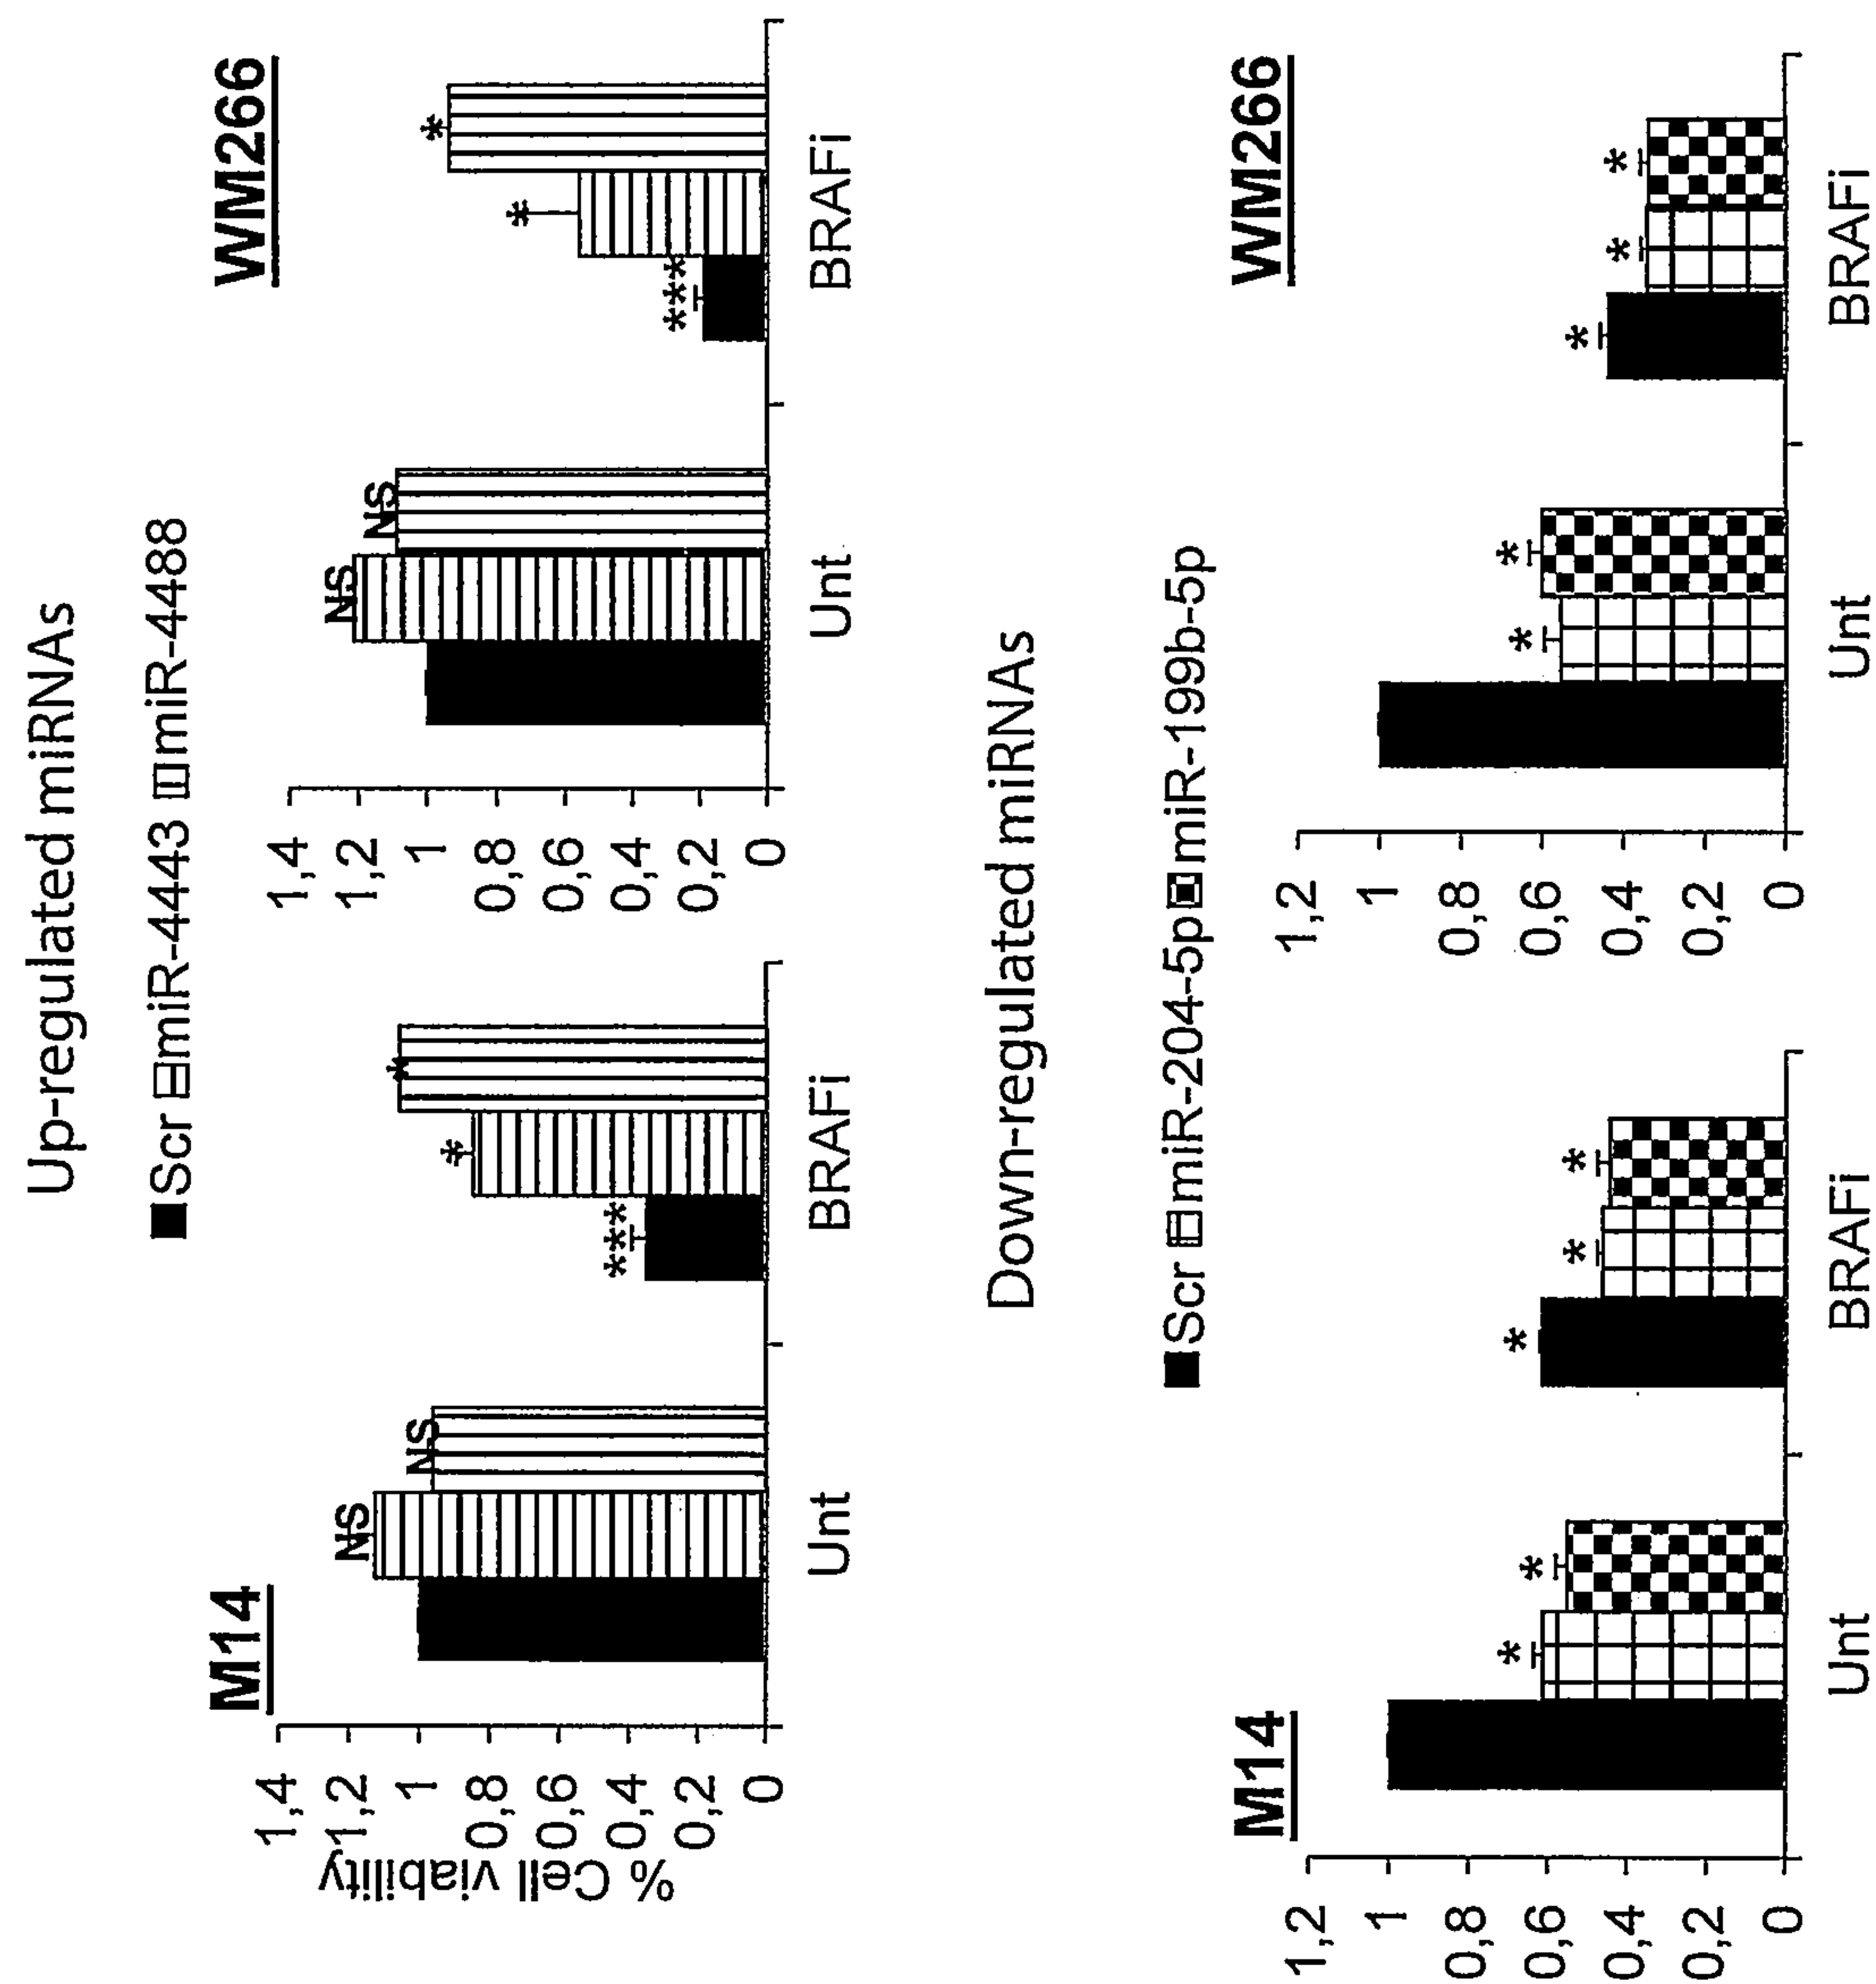 Up-regulated miRNAs
Scr miR-4443 miR-4488
M14
% Cell viability
1,4
1,2
1
0,8
0,6
0,4
0,2
0
NS
NS
***
*
*
Unt
BRAFi
WM266
1,4
1,2
1
0,8
0,6
0,4
0,2
0
NS
NS
***
*
*
Unt
BRAFi
Down-regulated miRNAs
Scr miR-204-5p miR-199b-5p
M14
1,2
1
0,8
0,6
0,4
0,2
0
*
*
*
*
*
Unt
BRAFi
WM266
1,2
1
0,8
0,6
0,4
0,2
0
*
*
*
*
*
Unt
BRAFi